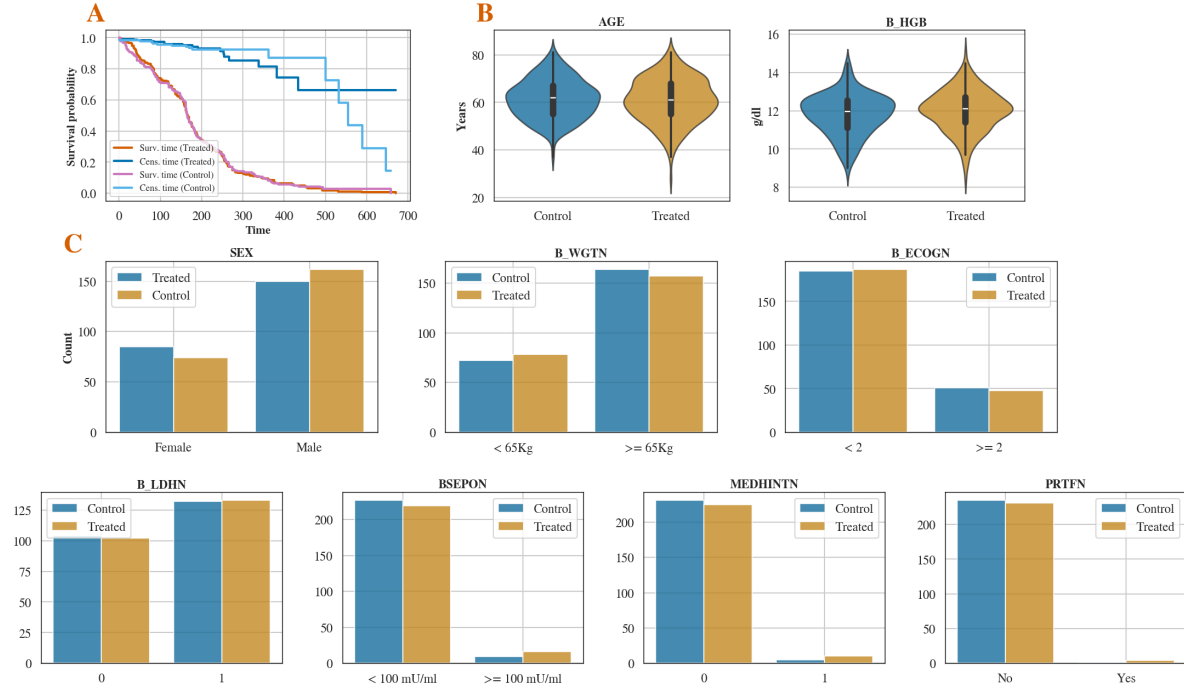 A
1.0
0.8
0.6
0.4
0.2
0.0
Survival probability
Surv. time (Treated)
Cens. time (Treated)
Surv. time (Control)
Cens. time (Control)
0 100 200 300 400 500 600 700
Time
B
AGE
80
60
40
20
Years
Control Treated
B_HGB
16
14
12
10
8
g/dl
Control Treated
C
SEX
Treated
Control
150
100
50
0
Count
Female Male
B_WGTN
Control
Treated
150
100
50
0
< 65Kg >= 65Kg
B_ECOGN
Control
Treated
150
100
50
0
< 2 >= 2
B_LDHN
Control
Treated
125
100
75
50
25
0
0 1
BSEPON
Control
Treated
200
150
100
50
0
< 100 mU/ml >= 100 mU/ml
MEDHINTN
Control
Treated
200
150
100
50
0
0 1
PRTFN
Control
Treated
200
150
100
50
0
No Yes